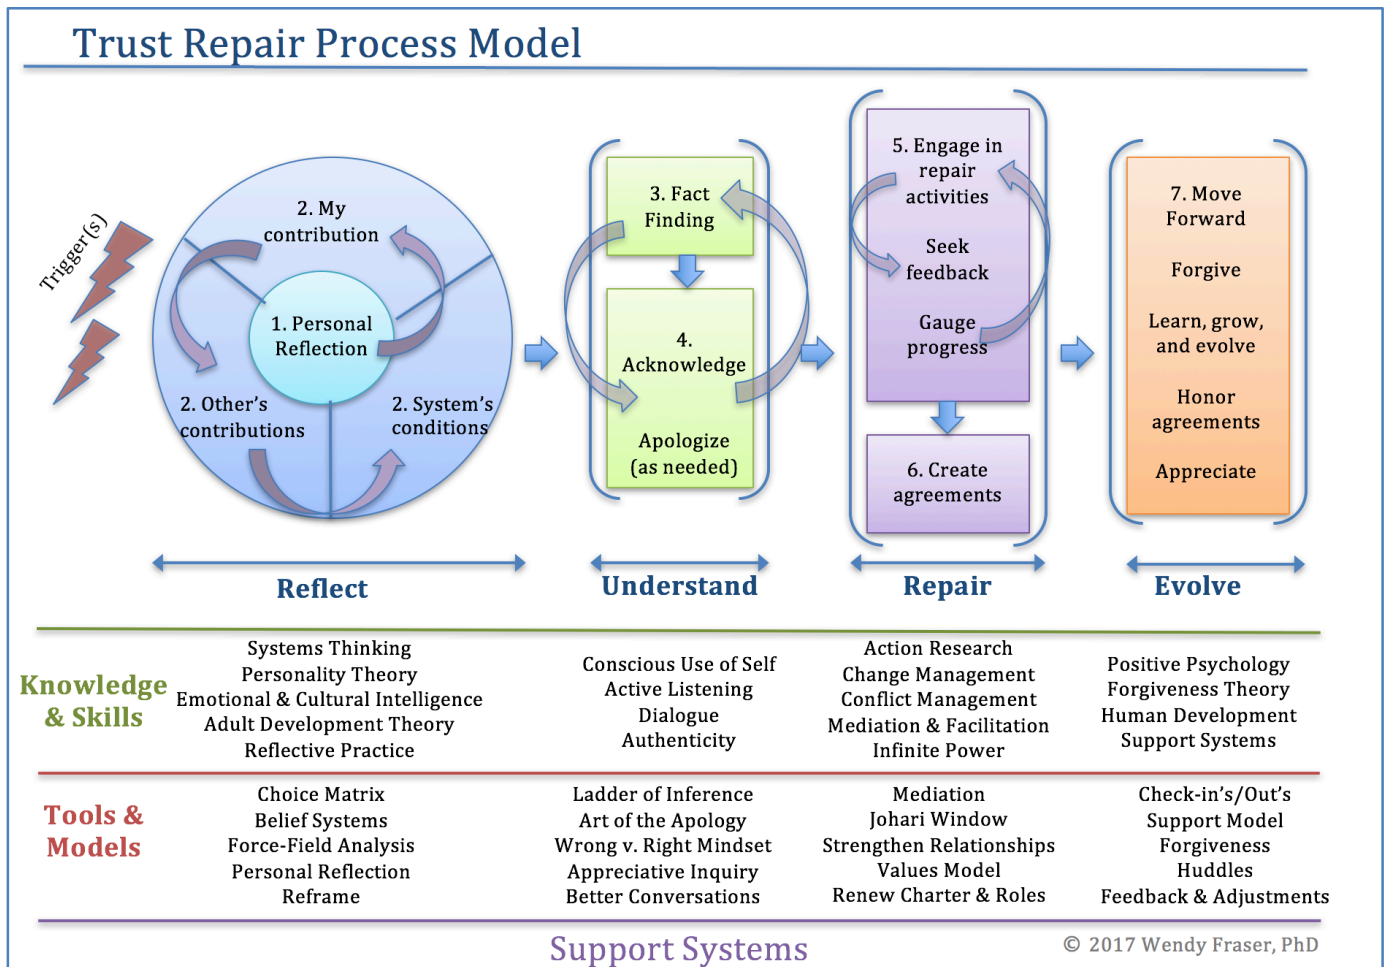 Trust Repair Process Model
Trigger(s)
2. My
contribution
1. Personal
Reflection
2. Other's
contributions
2. System's
conditions
3. Fact
Finding
4.
Acknowledge
Apologize
(as needed)
5. Engage in
repair
activities
Seek
feedback
Gauge
progress
6. Create
agreements
7. Move
Forward
Forgive
Learn, grow,
and evolve
Honor
agreements
Appreciate
Reflect
Understand
Repair
Evolve
Knowledge
& Skills
Systems Thinking
Personality Theory
Emotional & Cultural Intelligence
Adult Development Theory
Reflective Practice
Conscious Use of Self
Active Listening
Dialogue
Authenticity
Action Research
Change Management
Conflict Management
Mediation & Facilitation
Infinite Power
Positive Psychology
Forgiveness Theory
Human Development
Support Systems
Tools &
Models
Choice Matrix
Belief Systems
Force-Field Analysis
Personal Reflection
Reframe
Ladder of Inference
Art of the Apology
Wrong v. Right Mindset
Appreciative Inquiry
Better Conversations
Mediation
Johari Window
Strengthen Relationships
Values Model
Renew Charter & Roles
Check-in's/Out's
Support Model
Forgiveness
Huddles
Feedback & Adjustments
Support Systems
© 2017 Wendy Fraser, PhD